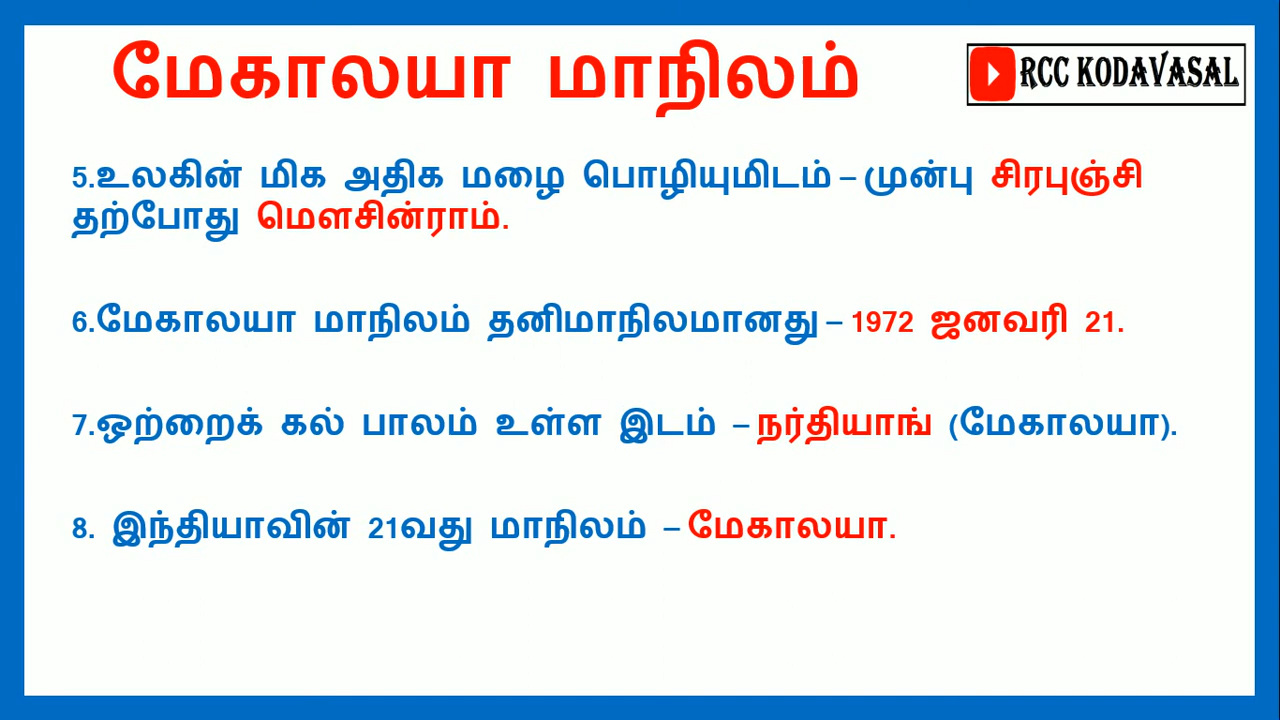 மேகாலயா மாநிலம்
RCC KODAVASAL
5.உலகின் மிக அதிக மழை பொழியுமிடம் – முன்பு சிரபுஞ்சி
தற்போது மௌசின்ராம்.
6.மேகாலயா மாநிலம் தனிமாநிலமானது – 1972 ஜனவரி 21.
7.ஒற்றைக் கல் பாலம் உள்ள இடம் – நர்தியாங் (மேகாலயா).
8. இந்தியாவின் 21வது மாநிலம் – மேகாலயா.